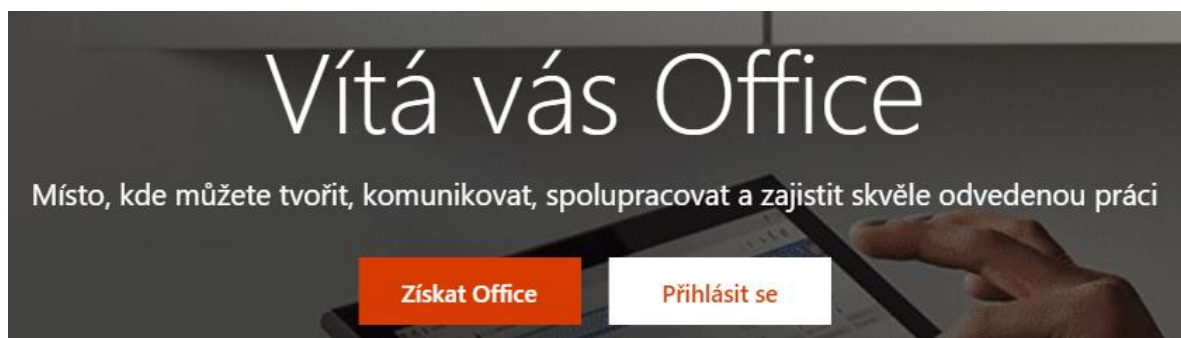 Vítá vás Office
Místo, kde můžete tvořit, komunikovat, spolupracovat a zajistit skvěle odvedenou práci
Získat Office
Přihlásit se